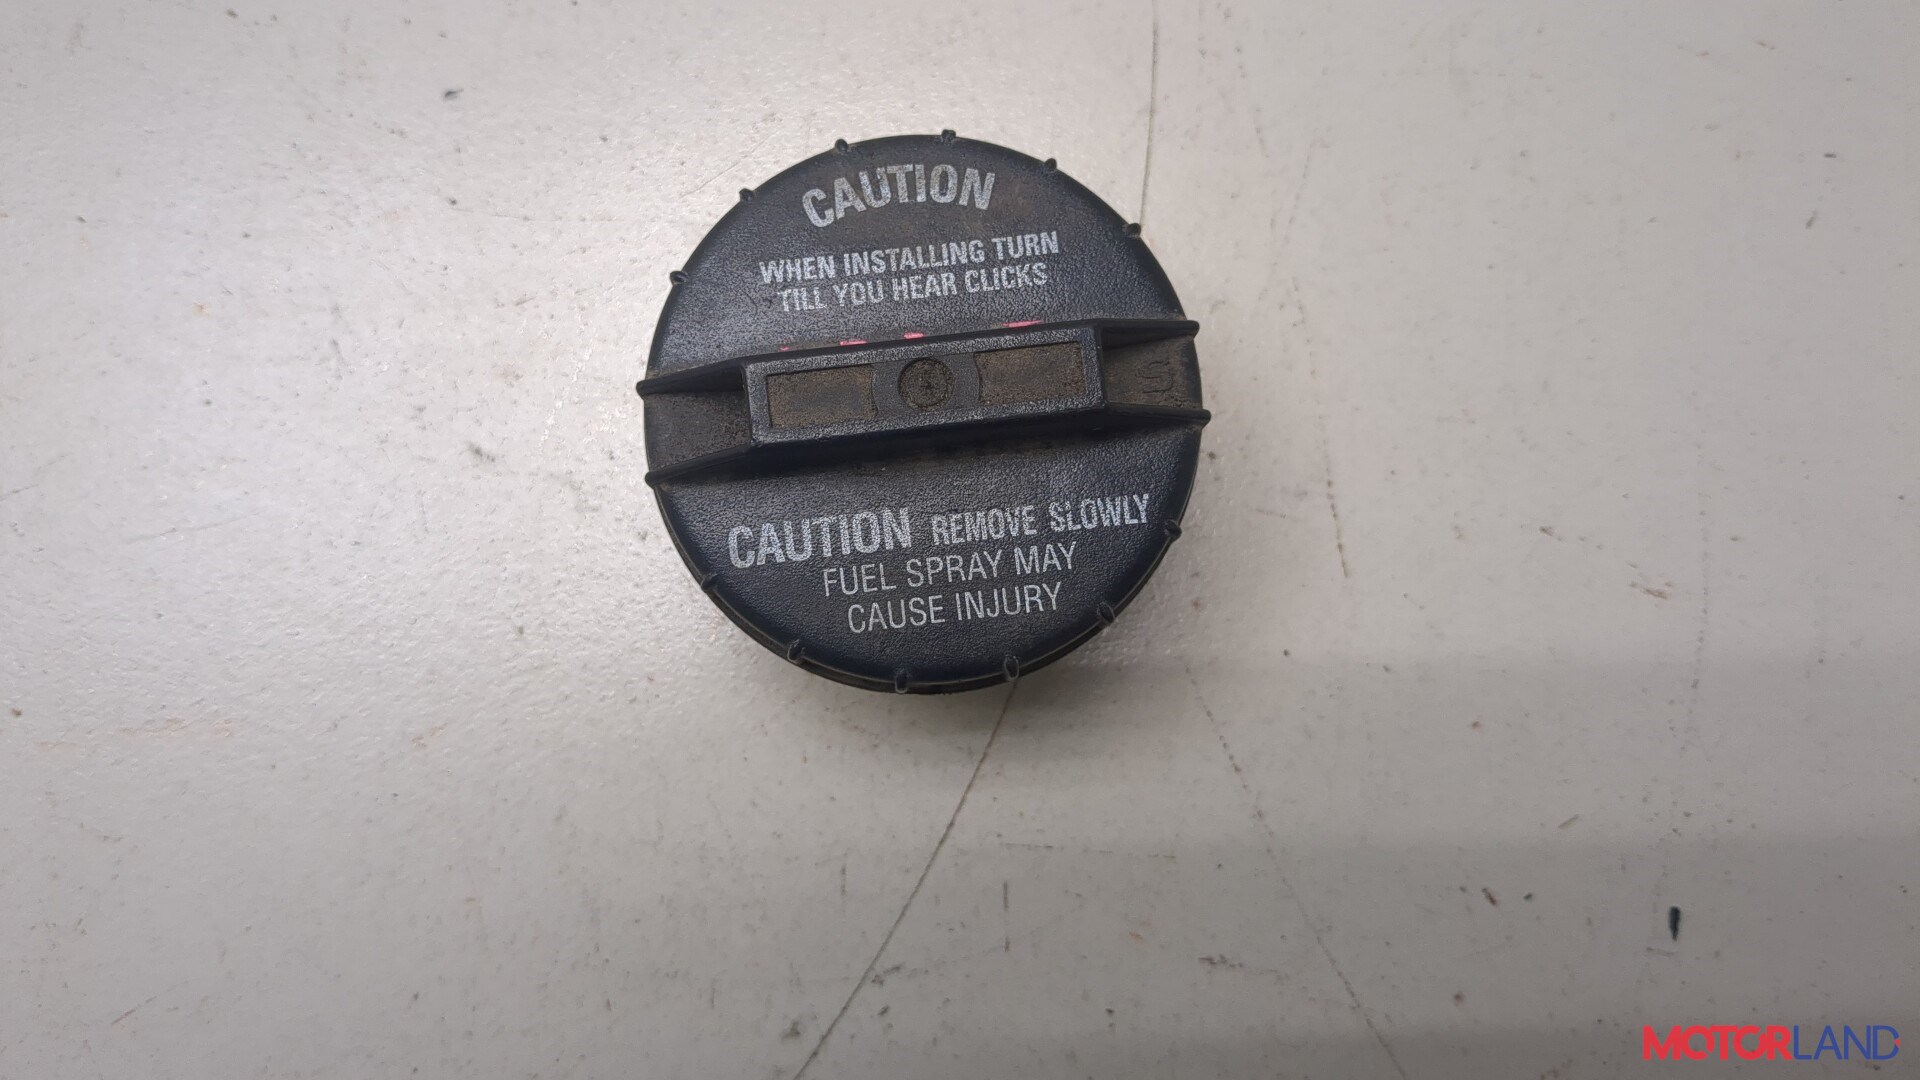 CAUTION
WHEN INSTALLING TURN
TILL YOU HEAR CLICKS
CAUTION REMOVE SLOWLY
FUEL SPRAY MAY
CAUSE INJURY
MOTORLAND